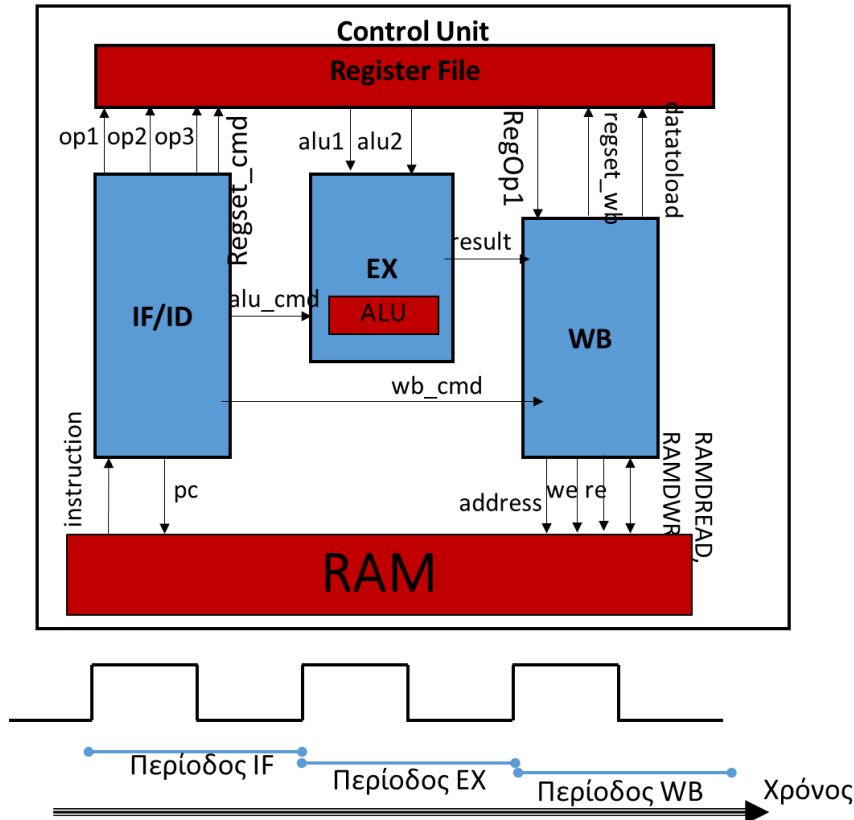 Control Unit
Register File
op1 op2 op3
Regset_cmd
alu1 alu2
RegOp1
regset_wb
datatoload
result
EX
ALU
alu_cmd
IF/ID
WB
wb_cmd
instruction
pc
address
we re
RAMDREAD,
RAMDWR
RAM
Περίοδος IF
Περίοδος EX
Περίοδος WB
Χρόνος